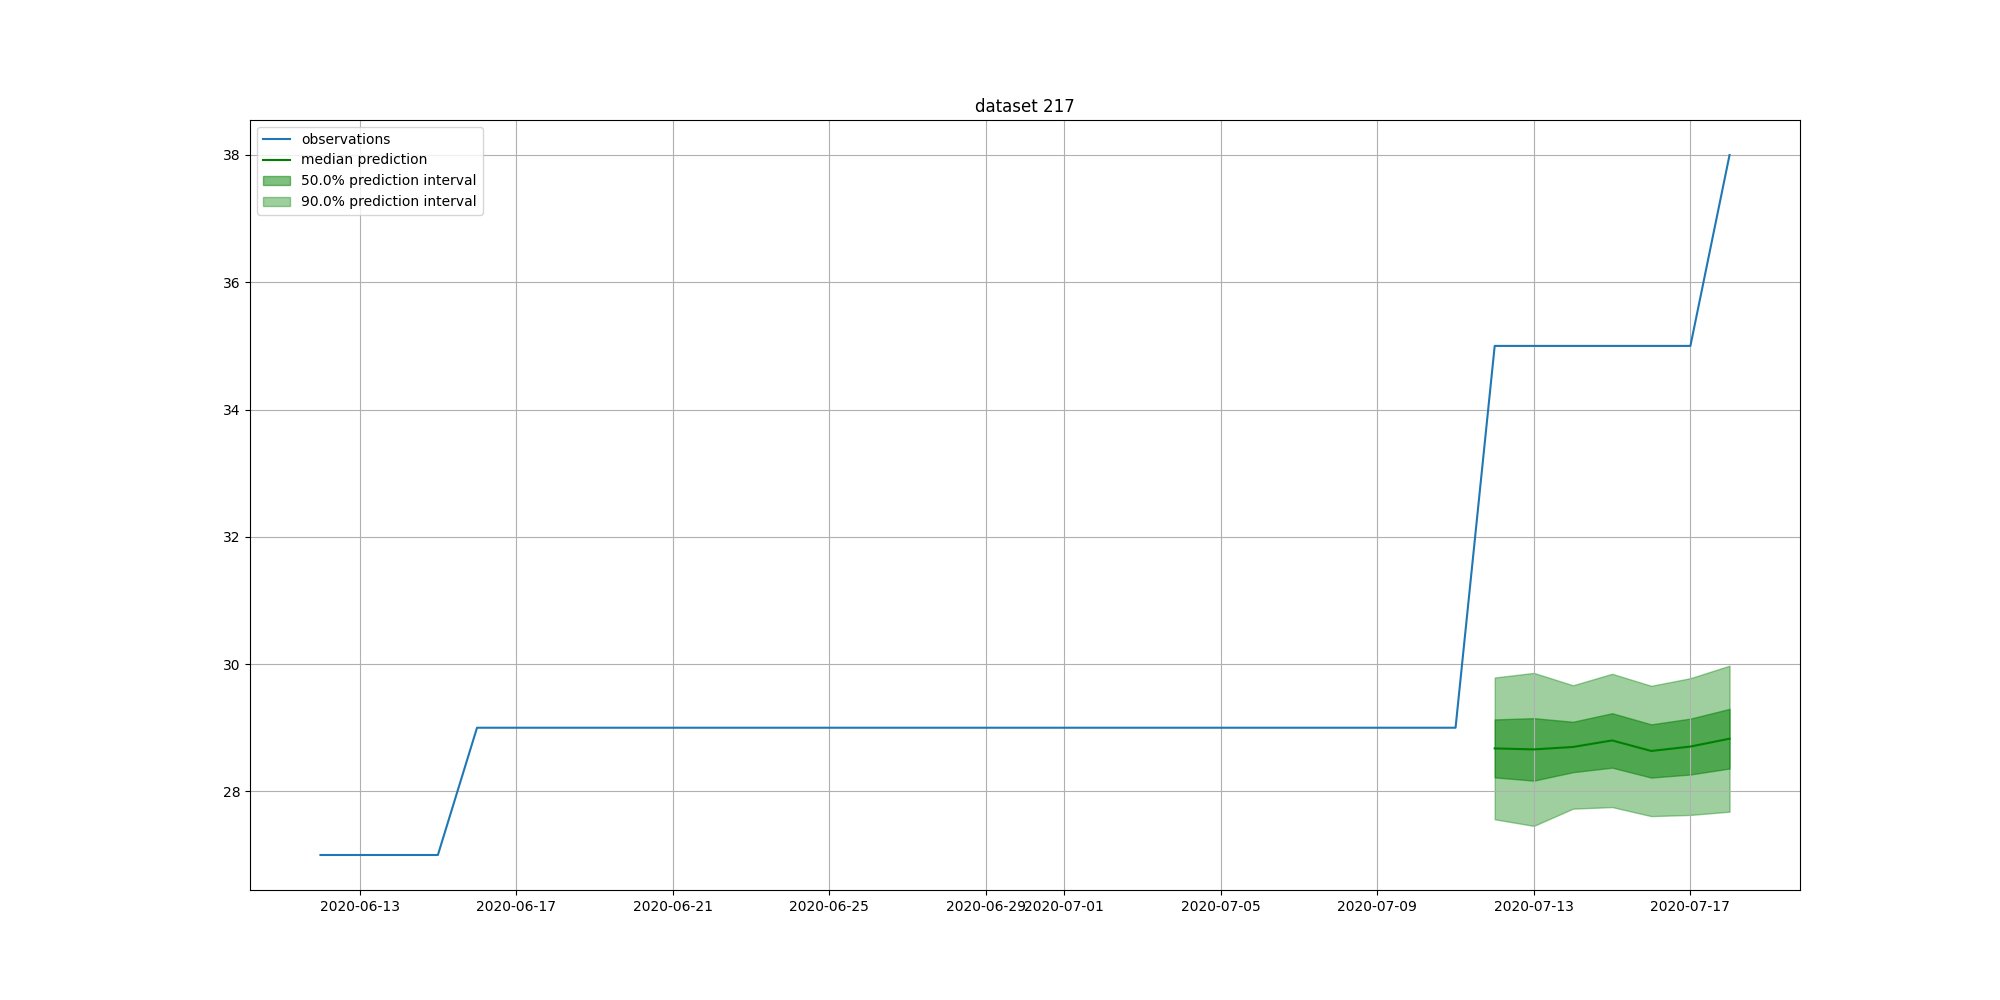 dataset 217
observations
median prediction
50.0% prediction interval
90.0% prediction interval
38
36
34
32
30
28
2020-06-13 2020-06-17 2020-06-21 2020-06-25 2020-06-29 2020-07-01 2020-07-05 2020-07-09 2020-07-13 2020-07-17